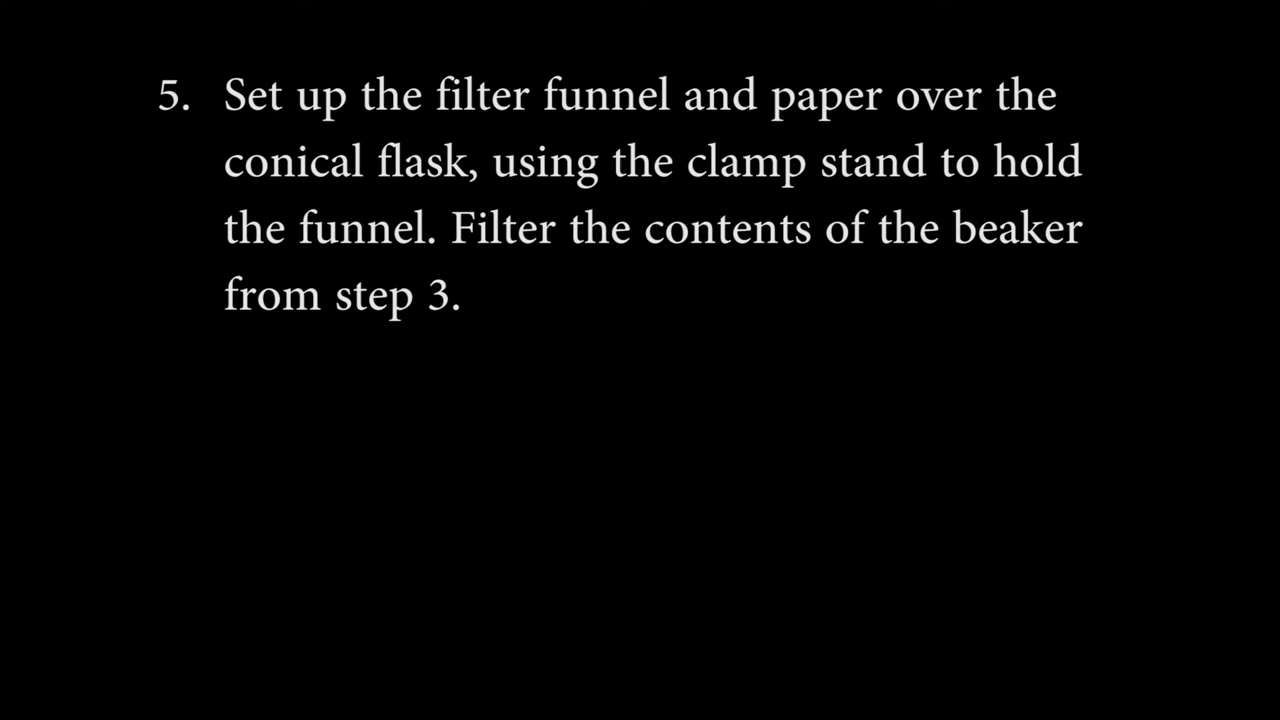 5. Set up the filter funnel and paper over the
conical flask, using the clamp stand to hold
the funnel. Filter the contents of the beaker
from step 3.